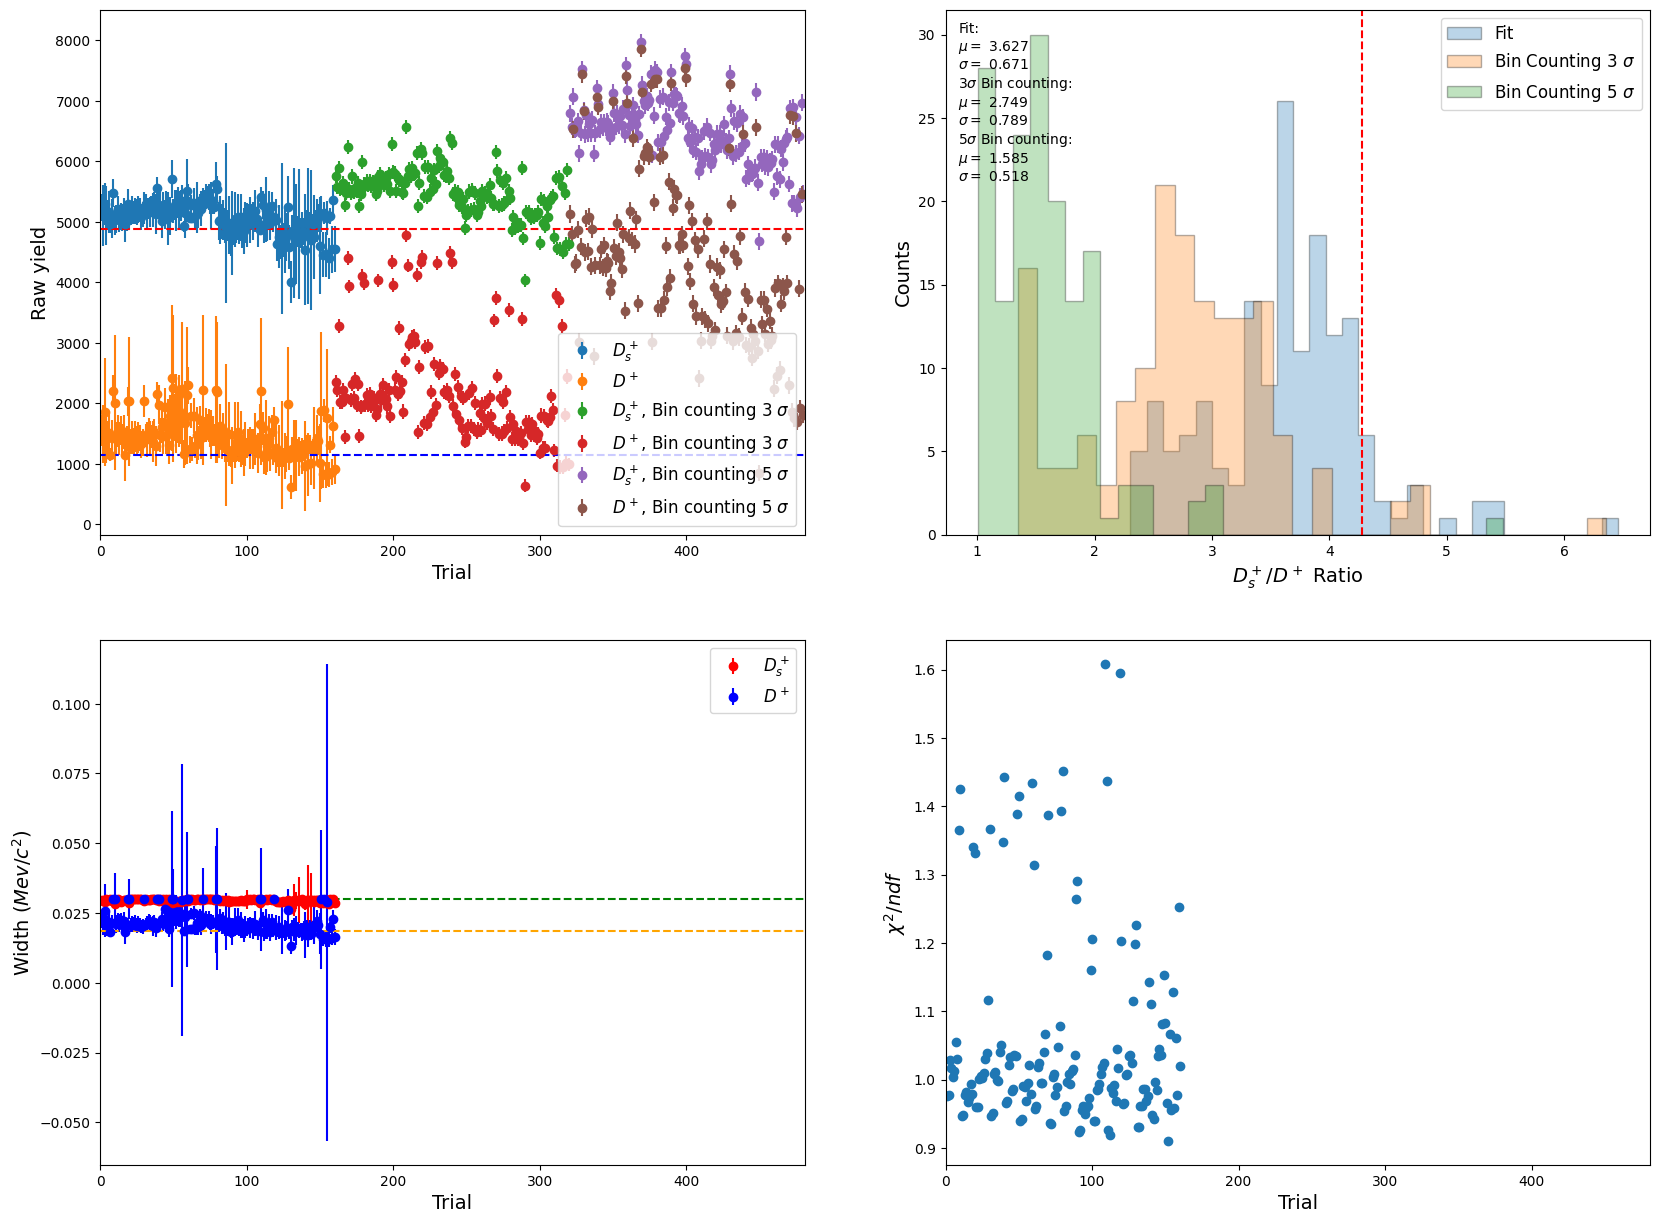 8000
7000
6000
5000
4000
3000
2000
1000
0
Raw yield
0 100 200 300 400
Trial
D_s^+
D^+
D_s^+, Bin counting 3 σ
D^+, Bin counting 3 σ
D_s^+, Bin counting 5 σ
D^+, Bin counting 5 σ
30
25
20
15
10
5
0
Counts
Fit:
μ = 3.627
σ = 0.671
3σ Bin counting:
μ = 2.749
σ = 0.789
5σ Bin counting:
μ = 1.585
σ = 0.518
Fit
Bin Counting 3 σ
Bin Counting 5 σ
1 2 3 4 5 6
D_s^+/D^+ Ratio
0.100
0.075
0.050
0.025
0.000
−0.025
−0.050
Width (Mev/c²)
D_s^+
D^+
0 100 200 300 400
Trial
1.6
1.5
1.4
1.3
1.2
1.1
1.0
0.9
χ²/ndf
0 100 200 300 400
Trial